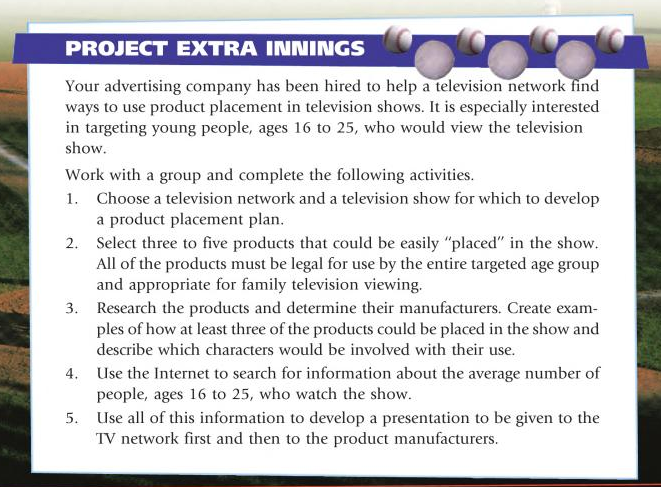 PROJECT EXTRA INNINGS
Your advertising company has been hired to help a television network find
ways to use product placement in television shows. It is especially interested
in targeting young people, ages 16 to 25, who would view the television
show.
Work with a group and complete the following activities.
1. Choose a television network and a television show for which to develop
a product placement plan.
2. Select three to five products that could be easily “placed” in the show.
All of the products must be legal for use by the entire targeted age group
and appropriate for family television viewing.
3. Research the products and determine their manufacturers. Create exam-
ples of how at least three of the products could be placed in the show and
describe which characters would be involved with their use.
4. Use the Internet to search for information about the average number of
people, ages 16 to 25, who watch the show.
5. Use all of this information to develop a presentation to be given to the
TV network first and then to the product manufacturers.